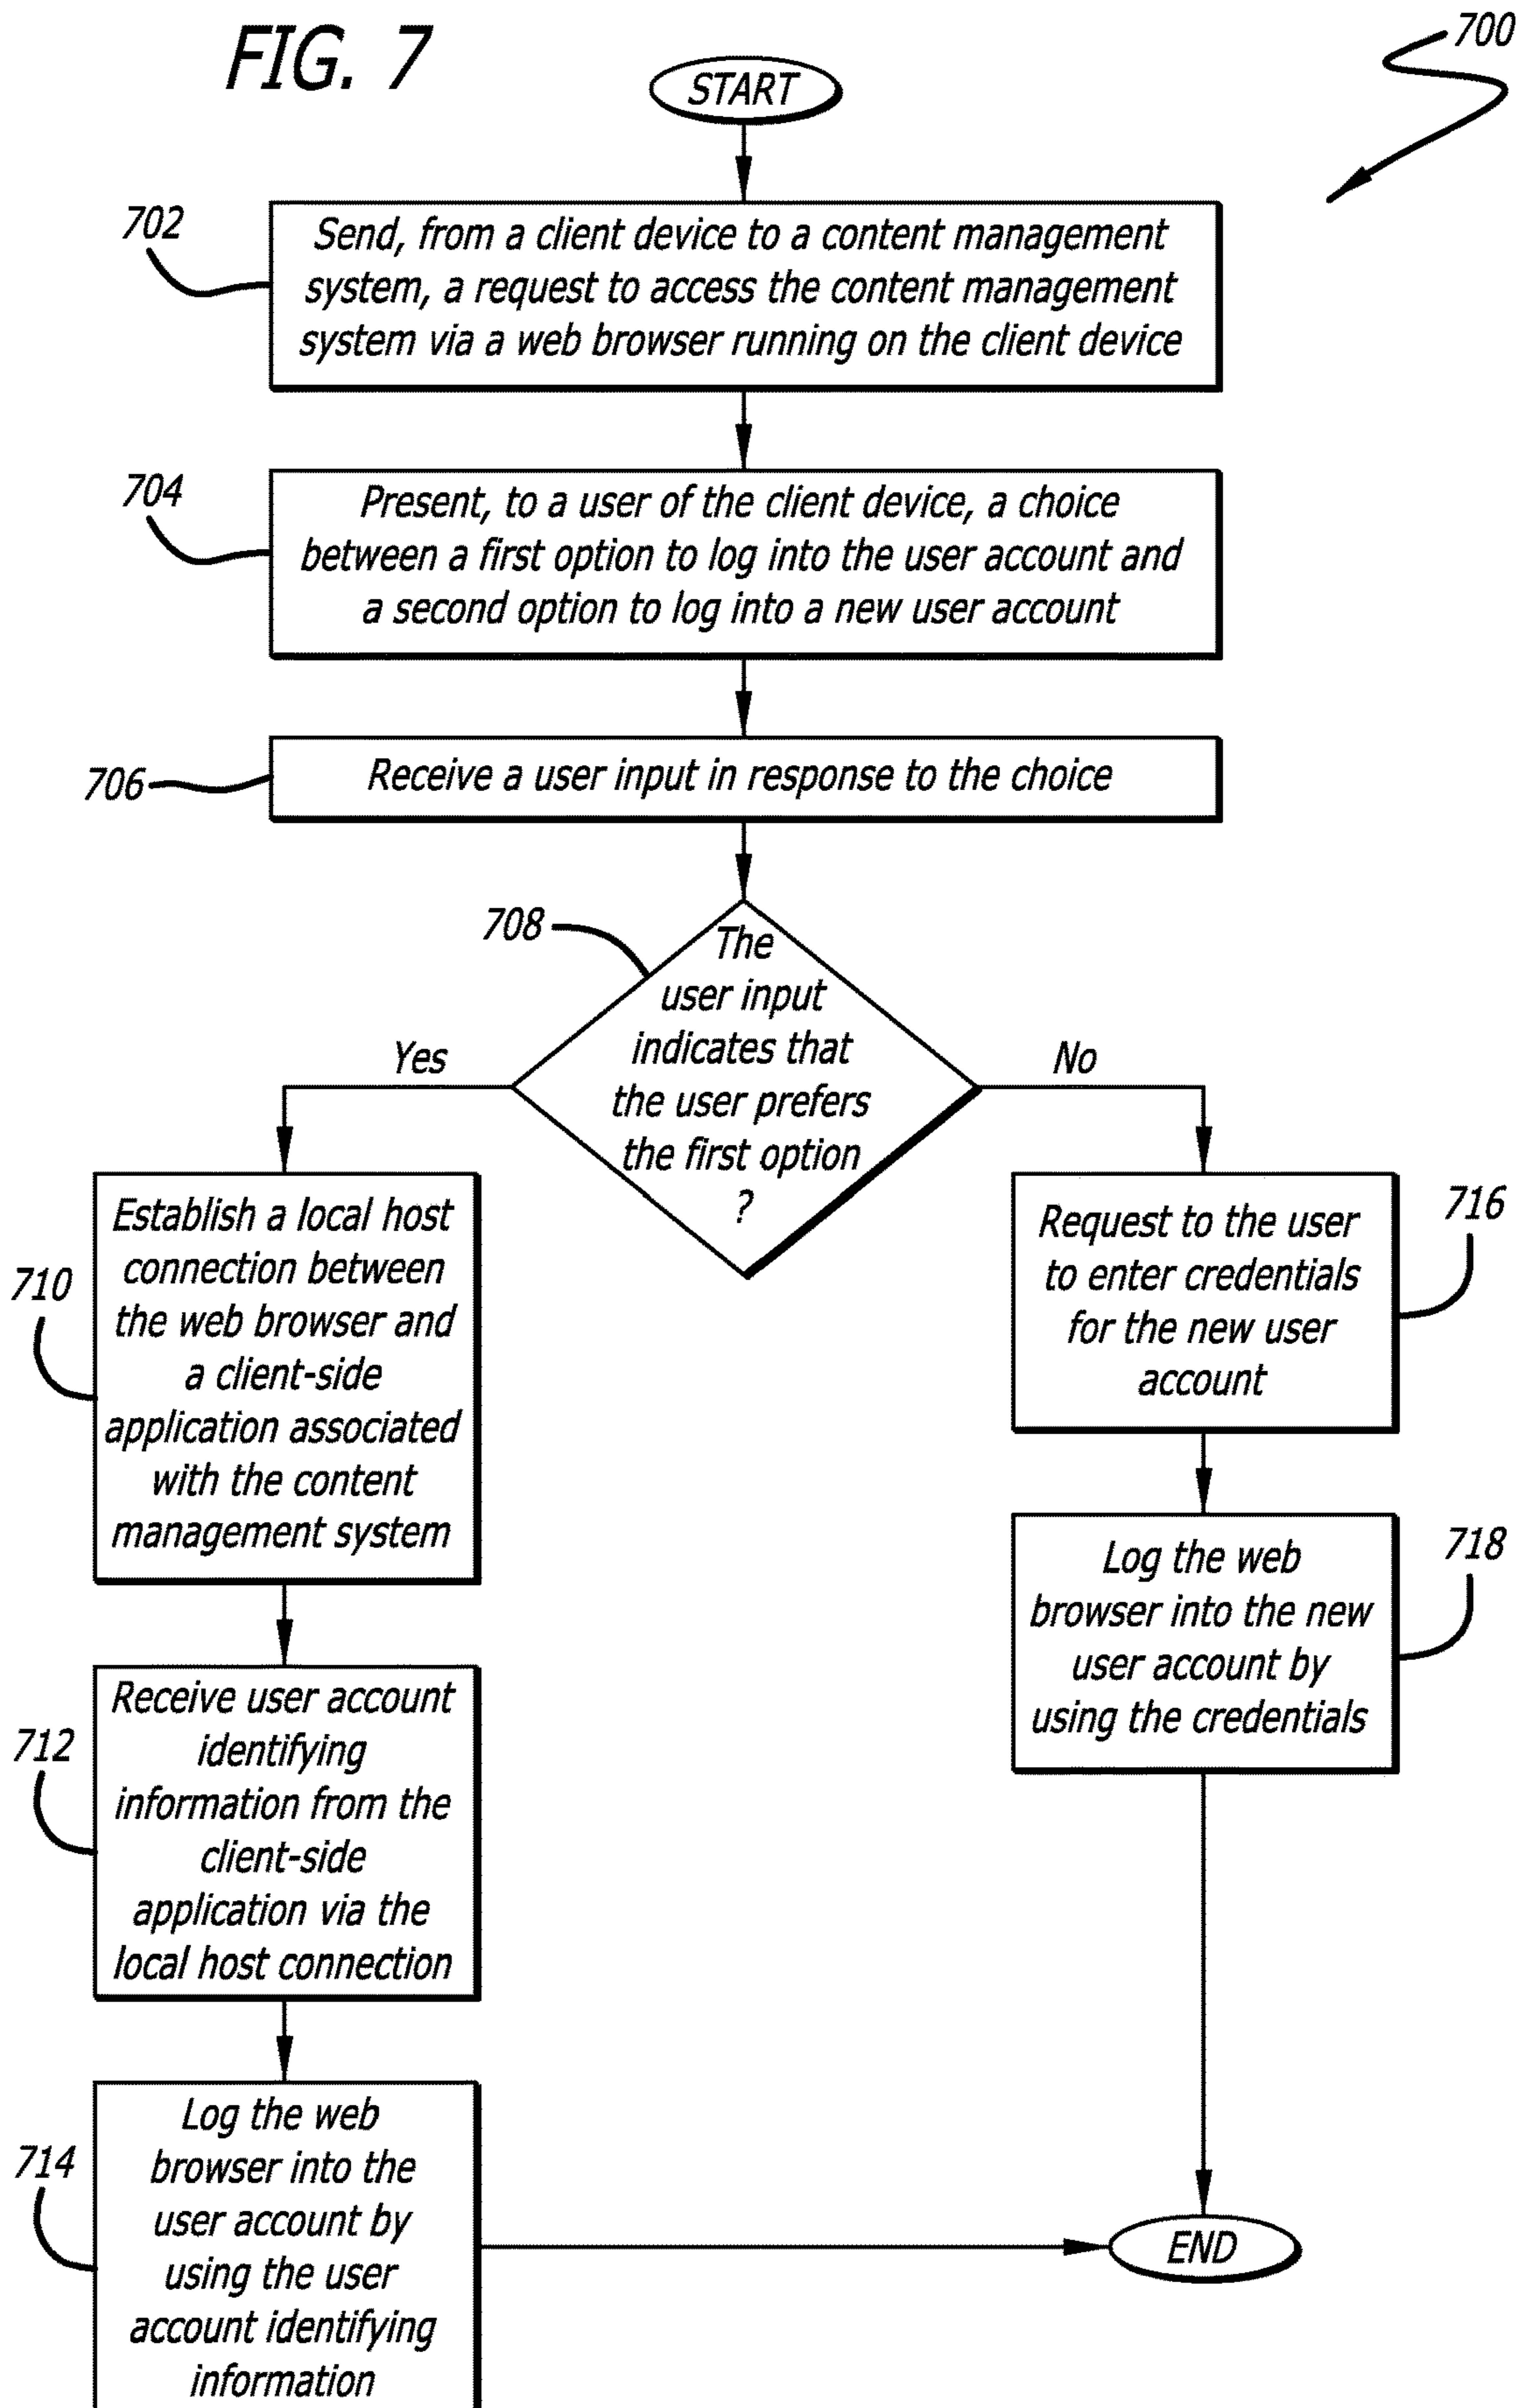 FIG. 7
700
START
702
Send, from a client device to a content management
system, a request to access the content management
system via a web browser running on the client device
704
Present, to a user of the client device, a choice
between a first option to log into the user account and
a second option to log into a new user account
706
Receive a user input in response to the choice
708
The
user input
indicates that
the user prefers
the first option
?
Yes
No
710
Establish a local host
connection between
the web browser and
a client-side
application associated
with the content
management system
712
Receive user account
identifying
information from the
client-side
application via the
local host connection
714
Log the web
browser into the
user account by
using the user
account identifying
information
716
Request to the user
to enter credentials
for the new user
account
718
Log the web
browser into the new
user account by
using the credentials
END